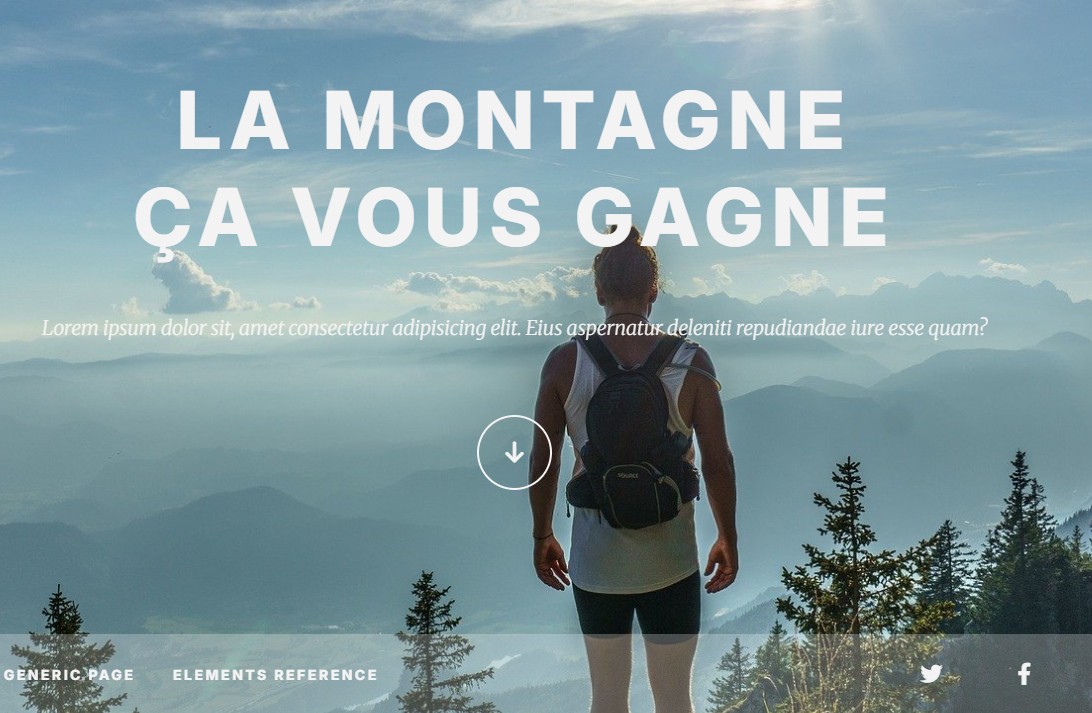 LA MONTAGNE
ÇA VOUS GAGNE
Lorem ipsum dolor sit, amet consectetur adipisicing elit. Eius aspernatur deleniti repudiandae iure esse quam?
GENERIC PAGE ELEMENTS REFERENCE